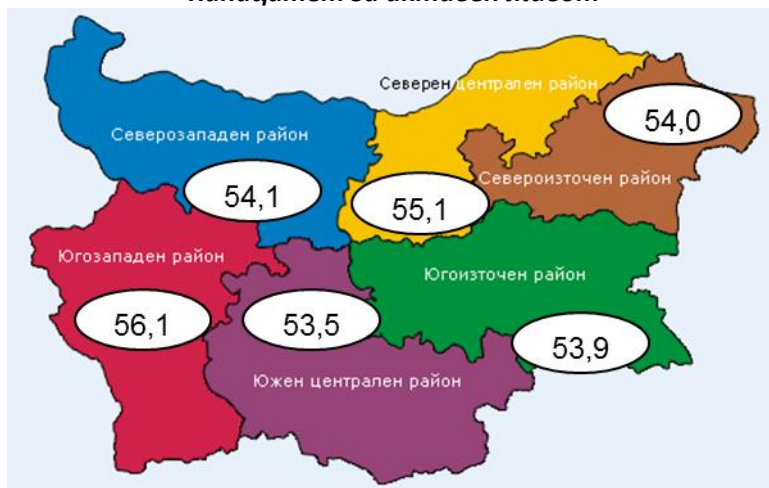 Северен централен район
54,0
Северозападен район
Североизточен район
54,1
55,1
Югозападен район
Югоизточен район
56,1
53,5
53,9
Южен централен район